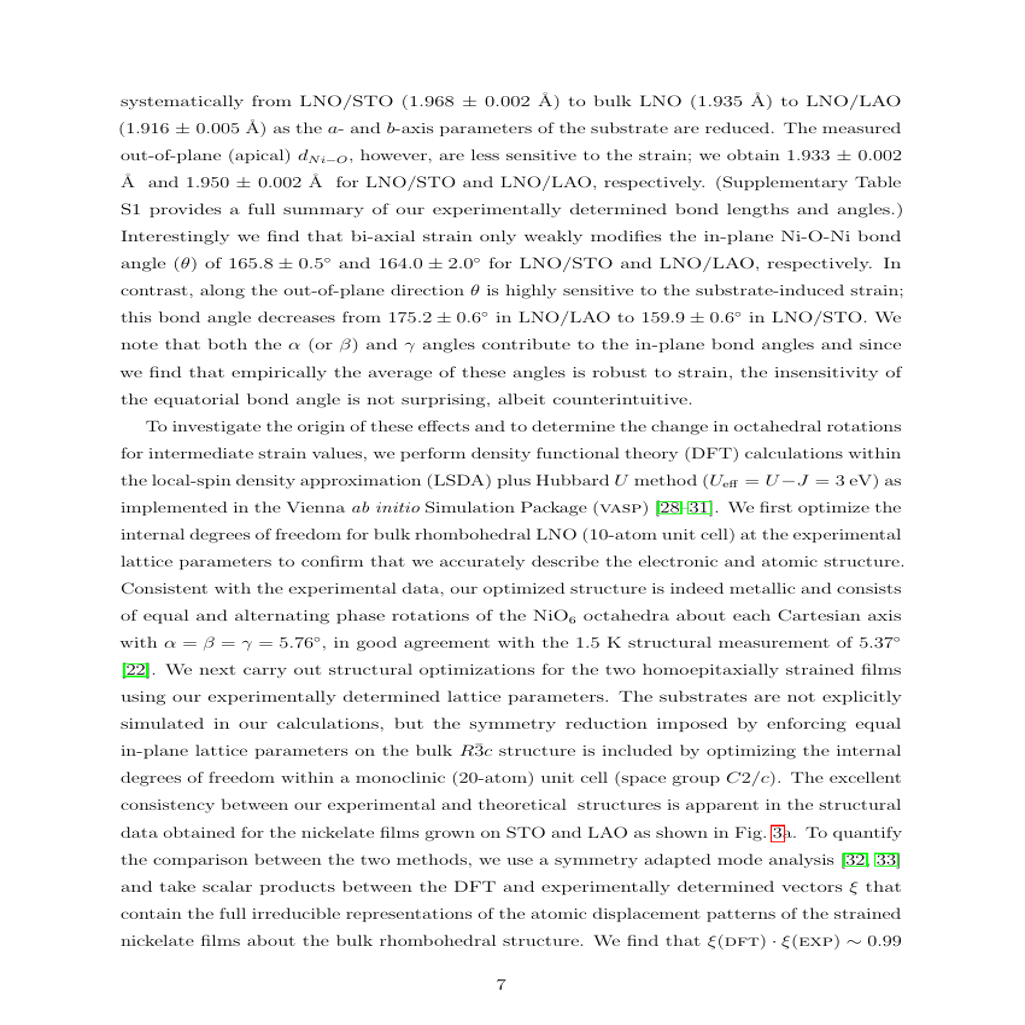 systematically from LNO/STO (1.968 ± 0.002 Å) to bulk LNO (1.935 Å) to LNO/LAO
(1.916 ± 0.005 Å) as the a- and b-axis parameters of the substrate are reduced. The measured
out-of-plane (apical) d_{Ni−O}, however, are less sensitive to the strain; we obtain 1.933 ± 0.002
Å and 1.950 ± 0.002 Å for LNO/STO and LNO/LAO, respectively. (Supplementary Table
S1 provides a full summary of our experimentally determined bond lengths and angles.)
Interestingly we find that bi-axial strain only weakly modifies the in-plane Ni-O-Ni bond
angle (θ) of 165.8 ± 0.5° and 164.0 ± 2.0° for LNO/STO and LNO/LAO, respectively. In
contrast, along the out-of-plane direction θ is highly sensitive to the substrate-induced strain;
this bond angle decreases from 175.2 ± 0.6° in LNO/LAO to 159.9 ± 0.6° in LNO/STO. We
note that both the α (or β) and γ angles contribute to the in-plane bond angles and since
we find that empirically the average of these angles is robust to strain, the insensitivity of
the equatorial bond angle is not surprising, albeit counterintuitive.
To investigate the origin of these effects and to determine the change in octahedral rotations
for intermediate strain values, we perform density functional theory (DFT) calculations within
the local-spin density approximation (LSDA) plus Hubbard U method (U_{eff} = U−J = 3 eV) as
implemented in the Vienna ab initio Simulation Package (VASP) [28–31]. We first optimize the
internal degrees of freedom for bulk rhombohedral LNO (10-atom unit cell) at the experimental
lattice parameters to confirm that we accurately describe the electronic and atomic structure.
Consistent with the experimental data, our optimized structure is indeed metallic and consists
of equal and alternating phase rotations of the NiO₆ octahedra about each Cartesian axis
with α = β = γ = 5.76°, in good agreement with the 1.5 K structural measurement of 5.37°
[22]. We next carry out structural optimizations for the two homoepitaxially strained films
using our experimentally determined lattice parameters. The substrates are not explicitly
simulated in our calculations, but the symmetry reduction imposed by enforcing equal
in-plane lattice parameters on the bulk R3̄c structure is included by optimizing the internal
degrees of freedom within a monoclinic (20-atom) unit cell (space group C2/c). The excellent
consistency between our experimental and theoretical structures is apparent in the structural
data obtained for the nickelate films grown on STO and LAO as shown in Fig. 3a. To quantify
the comparison between the two methods, we use a symmetry adapted mode analysis [32, 33]
and take scalar products between the DFT and experimentally determined vectors ξ that
contain the full irreducible representations of the atomic displacement patterns of the strained
nickelate films about the bulk rhombohedral structure. We find that ξ(DFT) · ξ(EXP) ∼ 0.99
7